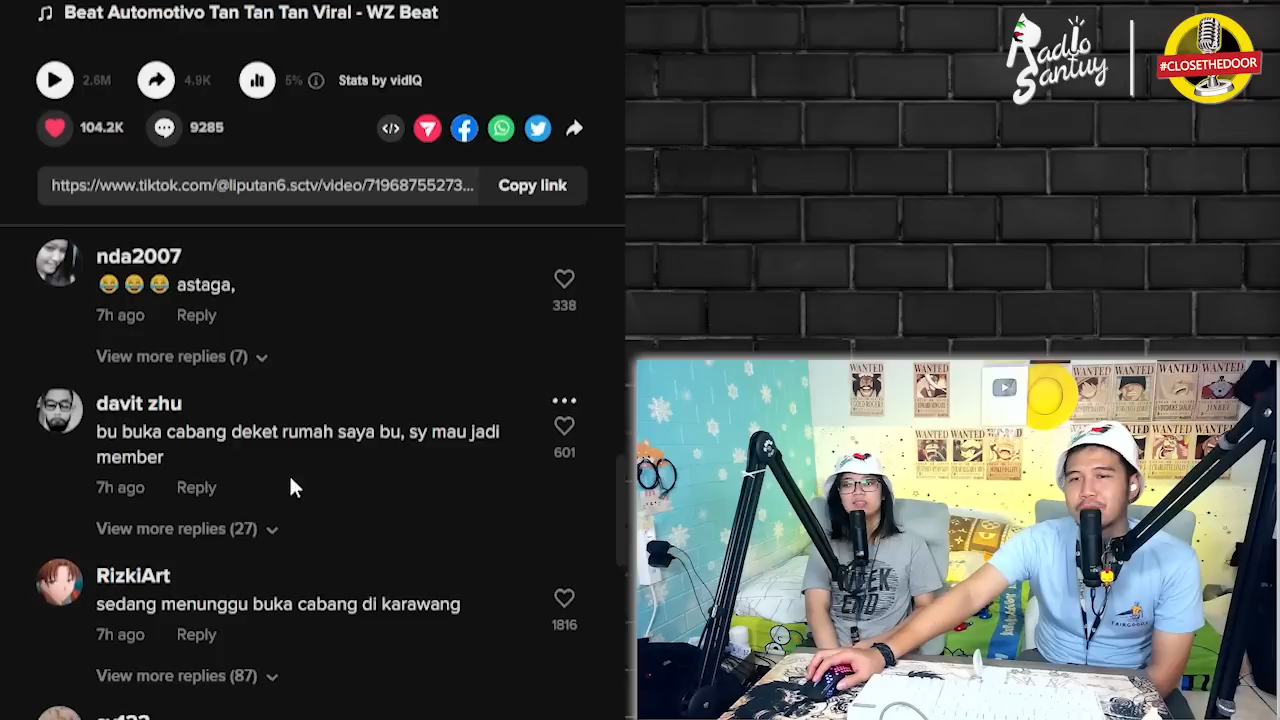 Beat Automotivo Tan Tan Tan Viral - WZ Beat
2.6M
4.9K
5%
Stats by vidIQ
104.2K
9285
https://www.tiktok.com/@liputan6.sctv/video/71968755273...
Copy link
nda2007
😂 😂 😂 astaga,
338
7h ago Reply
View more replies (7)
davit zhu
bu buka cabang deket rumah saya bu, sy mau jadi
member
601
7h ago Reply
View more replies (27)
RizkiArt
sedang menunggu buka cabang di karawang
1816
7h ago Reply
View more replies (87)
Radio
Santuy
#CLOSETHEDOOR
WANTED
WANTED
WANTED
WANTED
WANTED
WANTED
JINBE
WANTED
WANTED
WANTED
WEEK
END